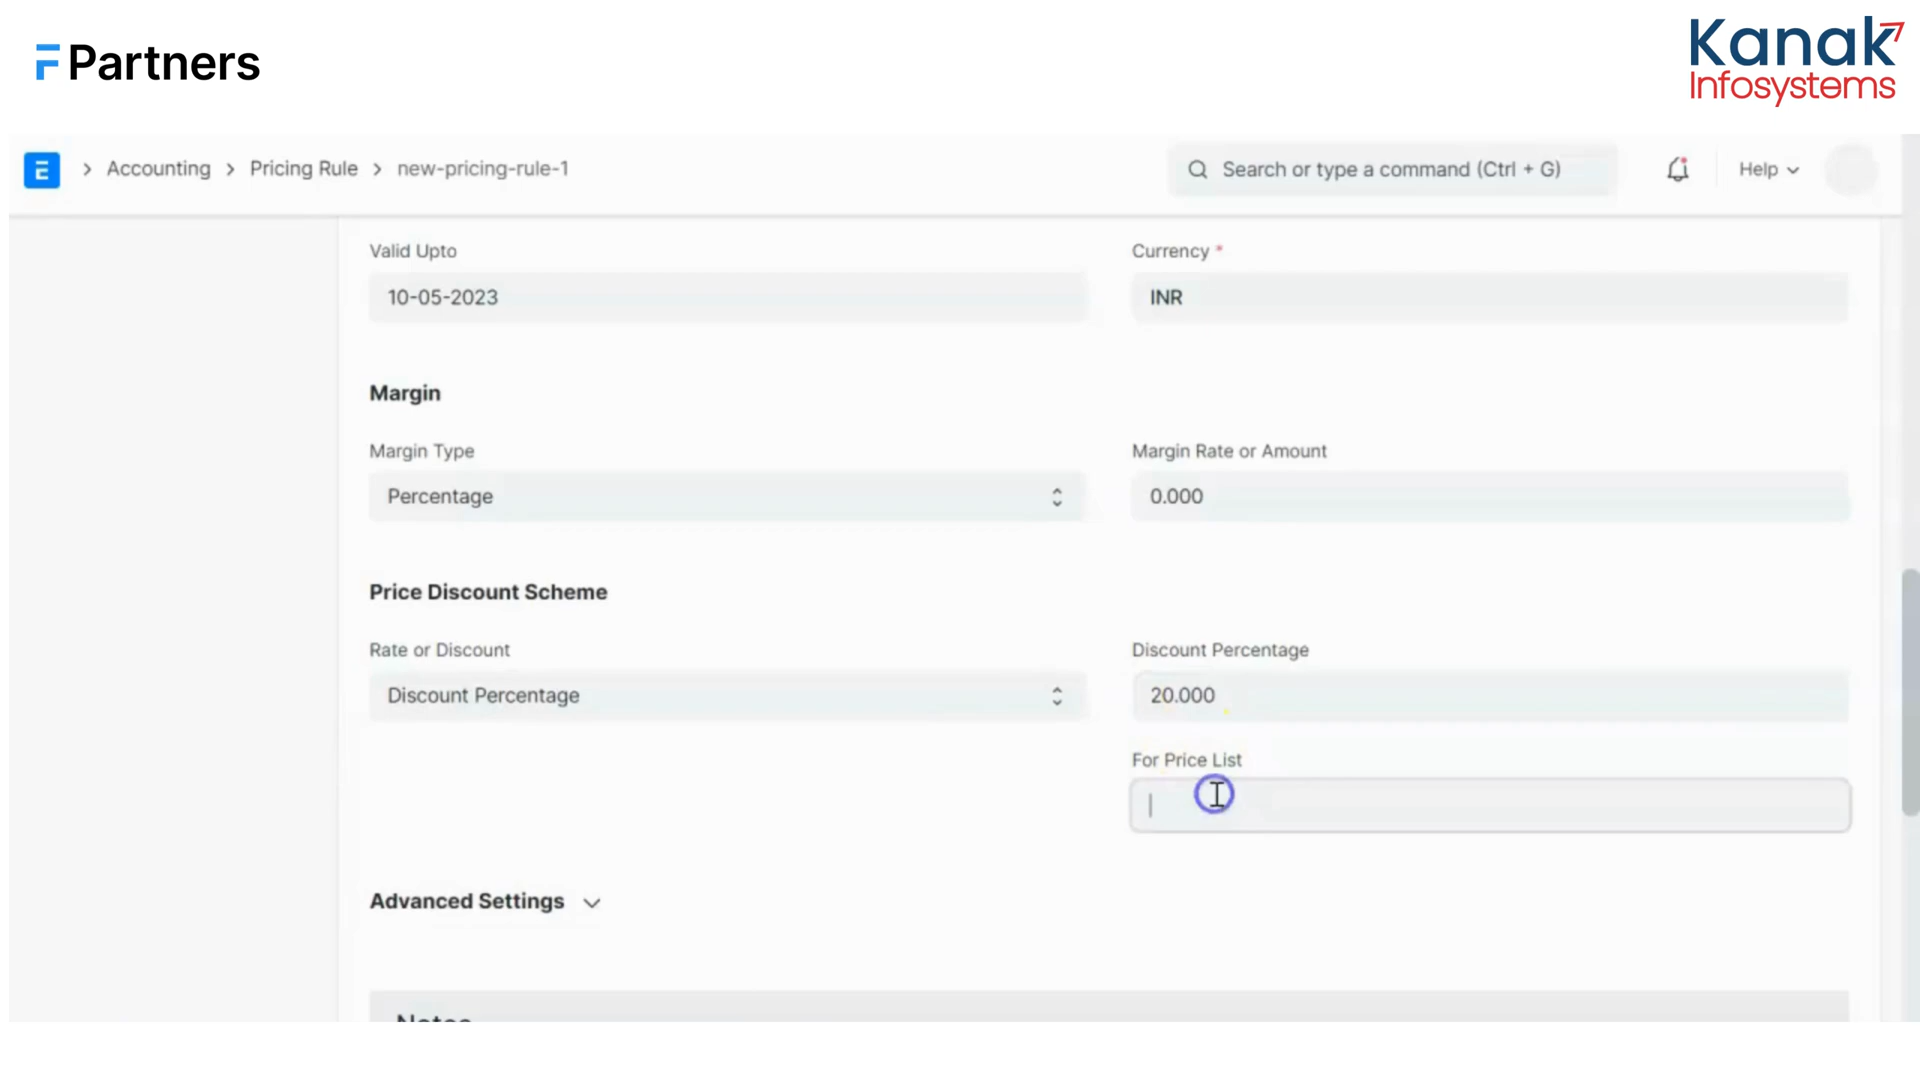 Partners
Kanak
Infosystems
Accounting > Pricing Rule > new-pricing-rule-1
Search or type a command (Ctrl + G)
Help
Valid Upto
Currency *
10-05-2023
INR
Margin
Margin Type
Margin Rate or Amount
Percentage
0.000
Price Discount Scheme
Rate or Discount
Discount Percentage
Discount Percentage
20.000
For Price List
Advanced Settings
Notes